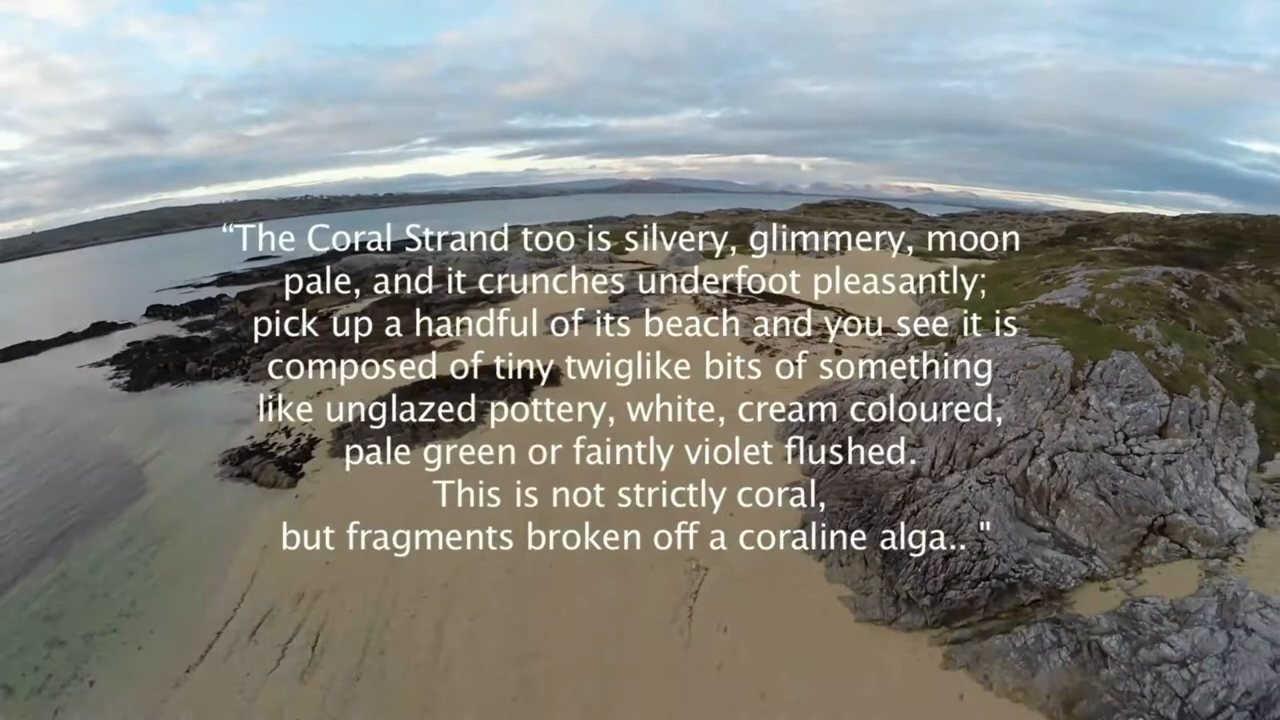 “The Coral Strand too is silvery, glimmery, moon
pale, and it crunches underfoot pleasantly;
pick up a handful of its beach and you see it is
composed of tiny twiglike bits of something
like unglazed pottery, white, cream coloured,
pale green or faintly violet flushed.
This is not strictly coral,
but fragments broken off a coraline alga.. "